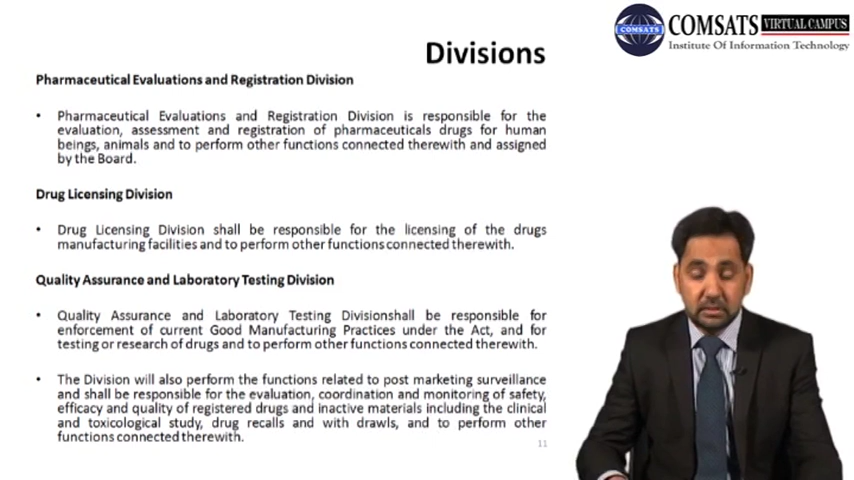 COMSATS VIRTUAL CAMPUS
COMSATS
Institute Of Information Technology
Divisions
Pharmaceutical Evaluations and Registration Division
• Pharmaceutical Evaluations and Registration Division is responsible for the
evaluation, assessment and registration of pharmaceuticals drugs for human
beings, animals and to perform other functions connected therewith and assigned
by the Board.
Drug Licensing Division
• Drug Licensing Division shall be responsible for the licensing of the drugs
manufacturing facilities and to perform other functions connected therewith.
Quality Assurance and Laboratory Testing Division
• Quality Assurance and Laboratory Testing Divisionshall be responsible for
enforcement of current Good Manufacturing Practices under the Act, and for
testing or research of drugs and to perform other functions connected therewith.
• The Division will also perform the functions related to post marketing surveillance
and shall be responsible for the evaluation, coordination and monitoring of safety,
efficacy and quality of registered drugs and inactive materials including the clinical
and toxicological study, drug recalls and with drawls, and to perform other
functions connected therewith.
11